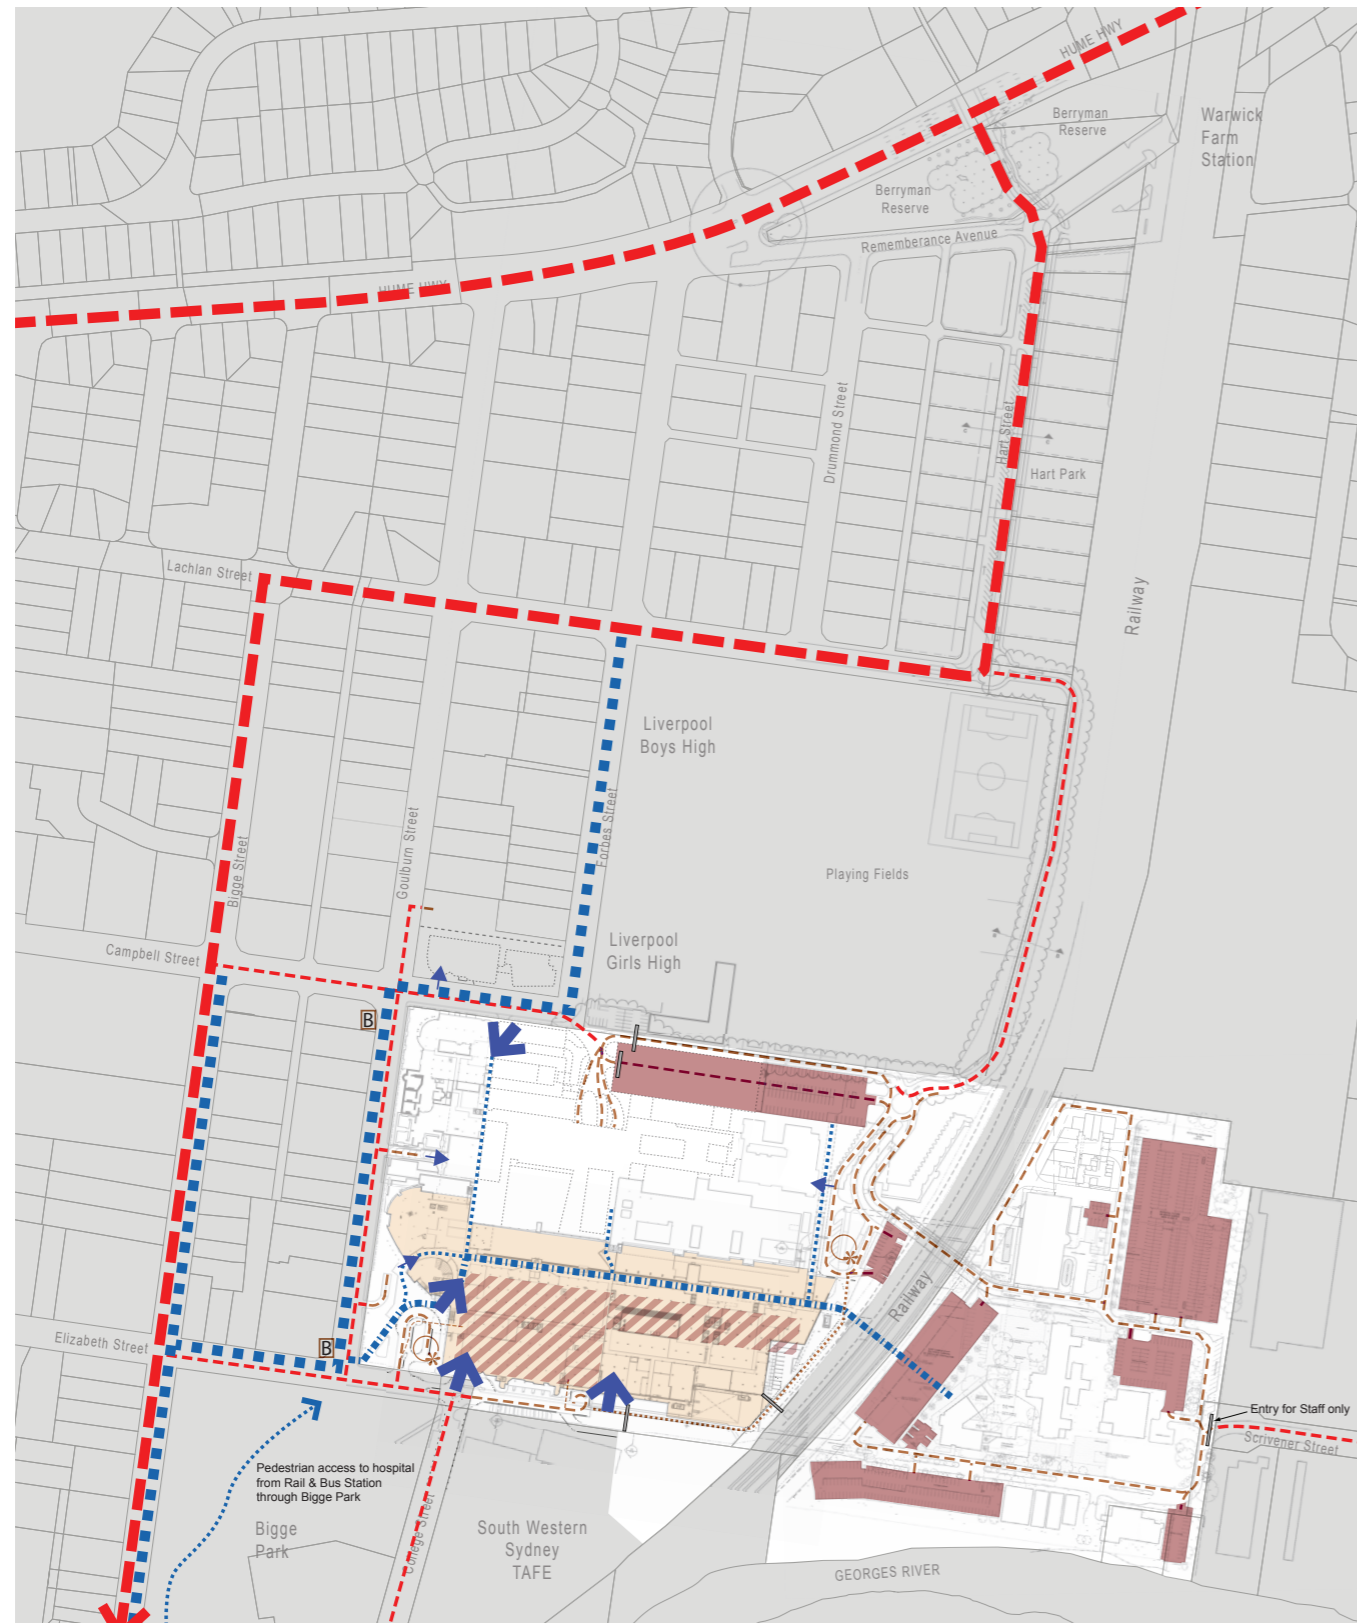 HUME HWY
Berryman
Reserve
Warwick
Farm
Station
Berryman
Reserve
Rememberance Avenue
HUME HWY
Drummond Street
Hart Street
Hart Park
Lachlan Street
Railway
Liverpool
Boys High
Forbes Street
Goulburn Street
Bigge Street
Playing Fields
Campbell Street
Liverpool
Girls High
B
Railway
Elizabeth Street
B
Entry for Staff only
Scrivener Street
Pedestrian access to hospital
from Rail & Bus Station
through Bigge Park
Bigge
Park
College Street
South Western
Sydney
TAFE
GEORGES RIVER